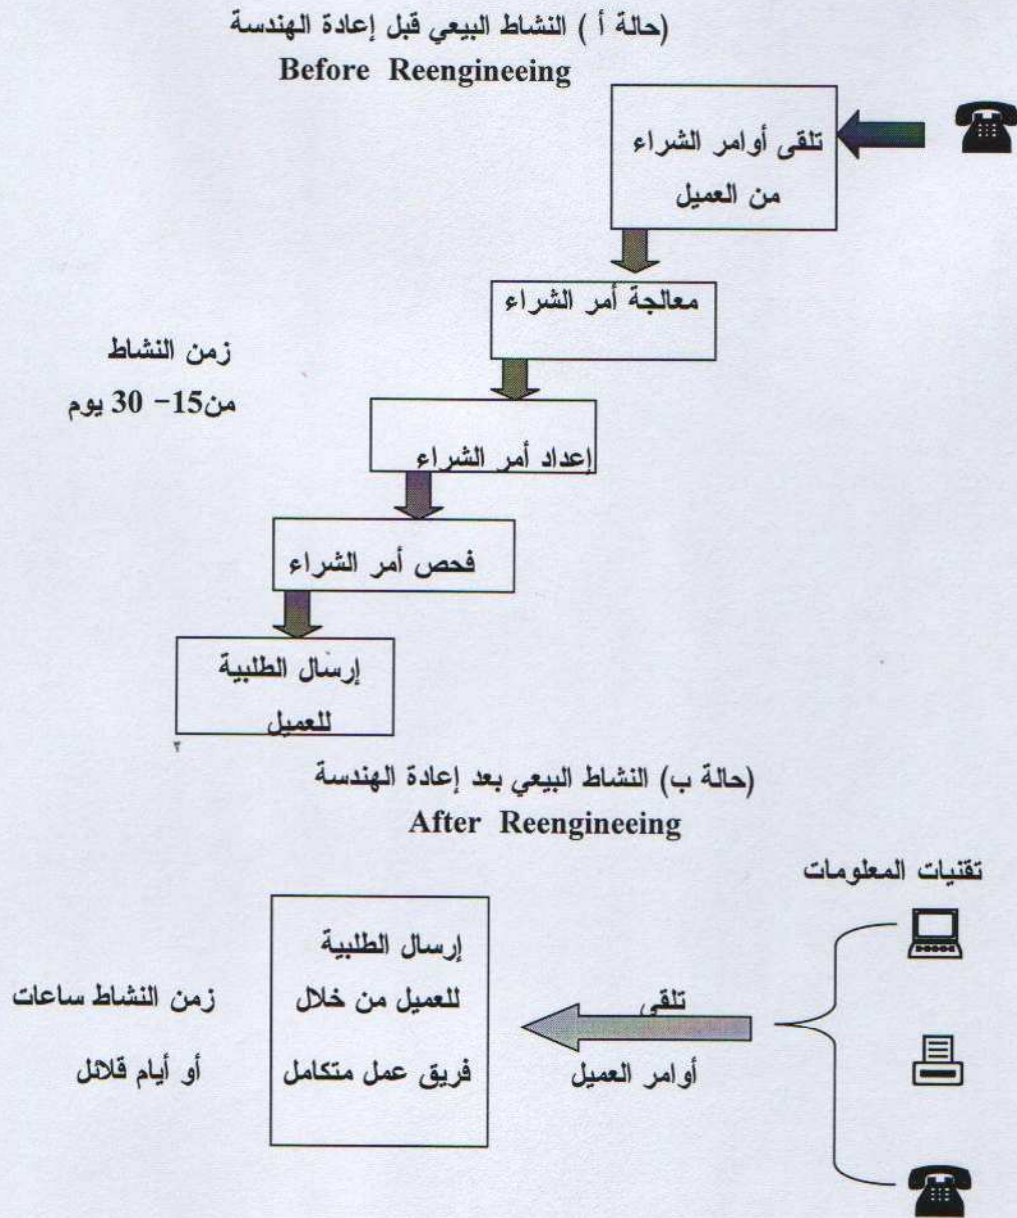 (حالة أ ) النشاط البيعي قبل إعادة الهندسة
Before Reengineeing
تلقى أوامر الشراء
من العميل
معالجة أمر الشراء
زمن النشاط
من15- 30 يوم
إعداد أمر الشراء
فحص أمر الشراء
إرسال الطلبية
للعميل
(حالة ب) النشاط البيعي بعد إعادة الهندسة
After Reengineeing
تقنيات المعلومات
تلقى
أوامر العميل
إرسال الطلبية
للعميل من خلال
فريق عمل متكامل
زمن النشاط ساعات
أو أيام قلائل